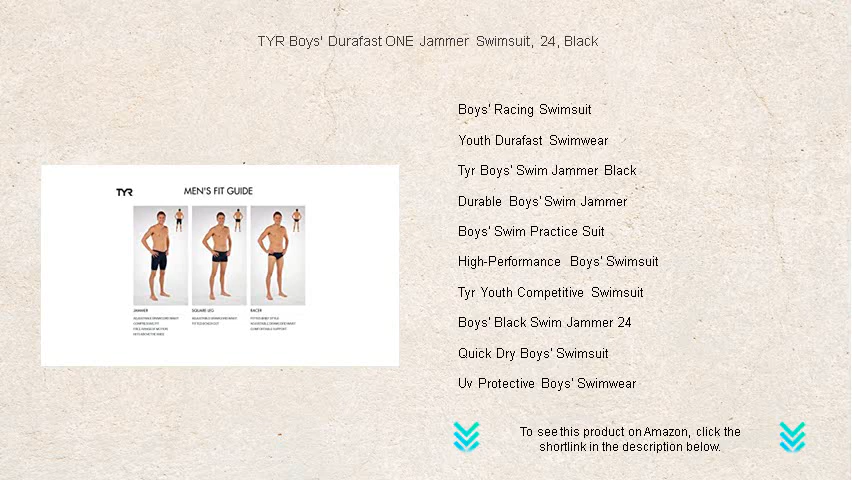 TYR Boys' Durafast ONE Jammer Swimsuit, 24, Black
Boys' Racing Swimsuit
Youth Durafast Swimwear
Tyr Boys' Swim Jammer Black
Durable Boys' Swim Jammer
Boys' Swim Practice Suit
High-Performance Boys' Swimsuit
Tyr Youth Competitive Swimsuit
Boys' Black Swim Jammer 24
Quick Dry Boys' Swimsuit
Uv Protective Boys' Swimwear
TYR
MEN'S FIT GUIDE
JAMMER
SQUARE LEG
RACER
To see this product on Amazon, click the
shortlink in the description below.